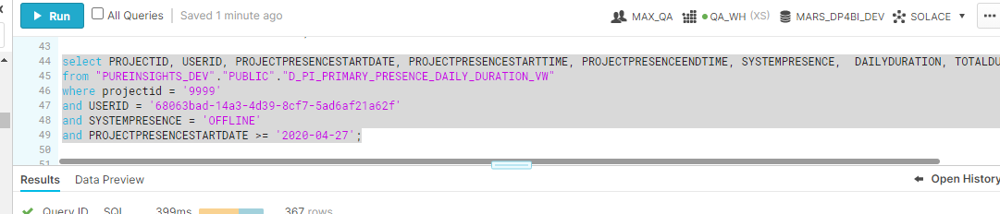 Run All Queries Saved 1 minute ago MAX_QA QA_WH (XS) MARS_DP4BI_DEV SOLACE
43
44 select PROJECTID, USERID, PROJECTPRESENCESTARTDATE, PROJECTPRESENCESTARTTIME, PROJECTPRESENCEENDTIME, SYSTEMPRESENCE, DAILYDURATION, TOTALDU
45 from "PUREINSIGHTS_DEV"."PUBLIC"."D_PI_PRIMARY_PRESENCE_DAILY_DURATION_VW"
46 where projectid = '9999'
47 and USERID = '68063bad-14a3-4d39-8cf7-5ad6af21a62f'
48 and SYSTEMPRESENCE = 'OFFLINE'
49 and PROJECTPRESENCESTARTDATE >= '2020-04-27';
50
51
Results Data Preview Open History
Query ID SQL 399ms 367 rows